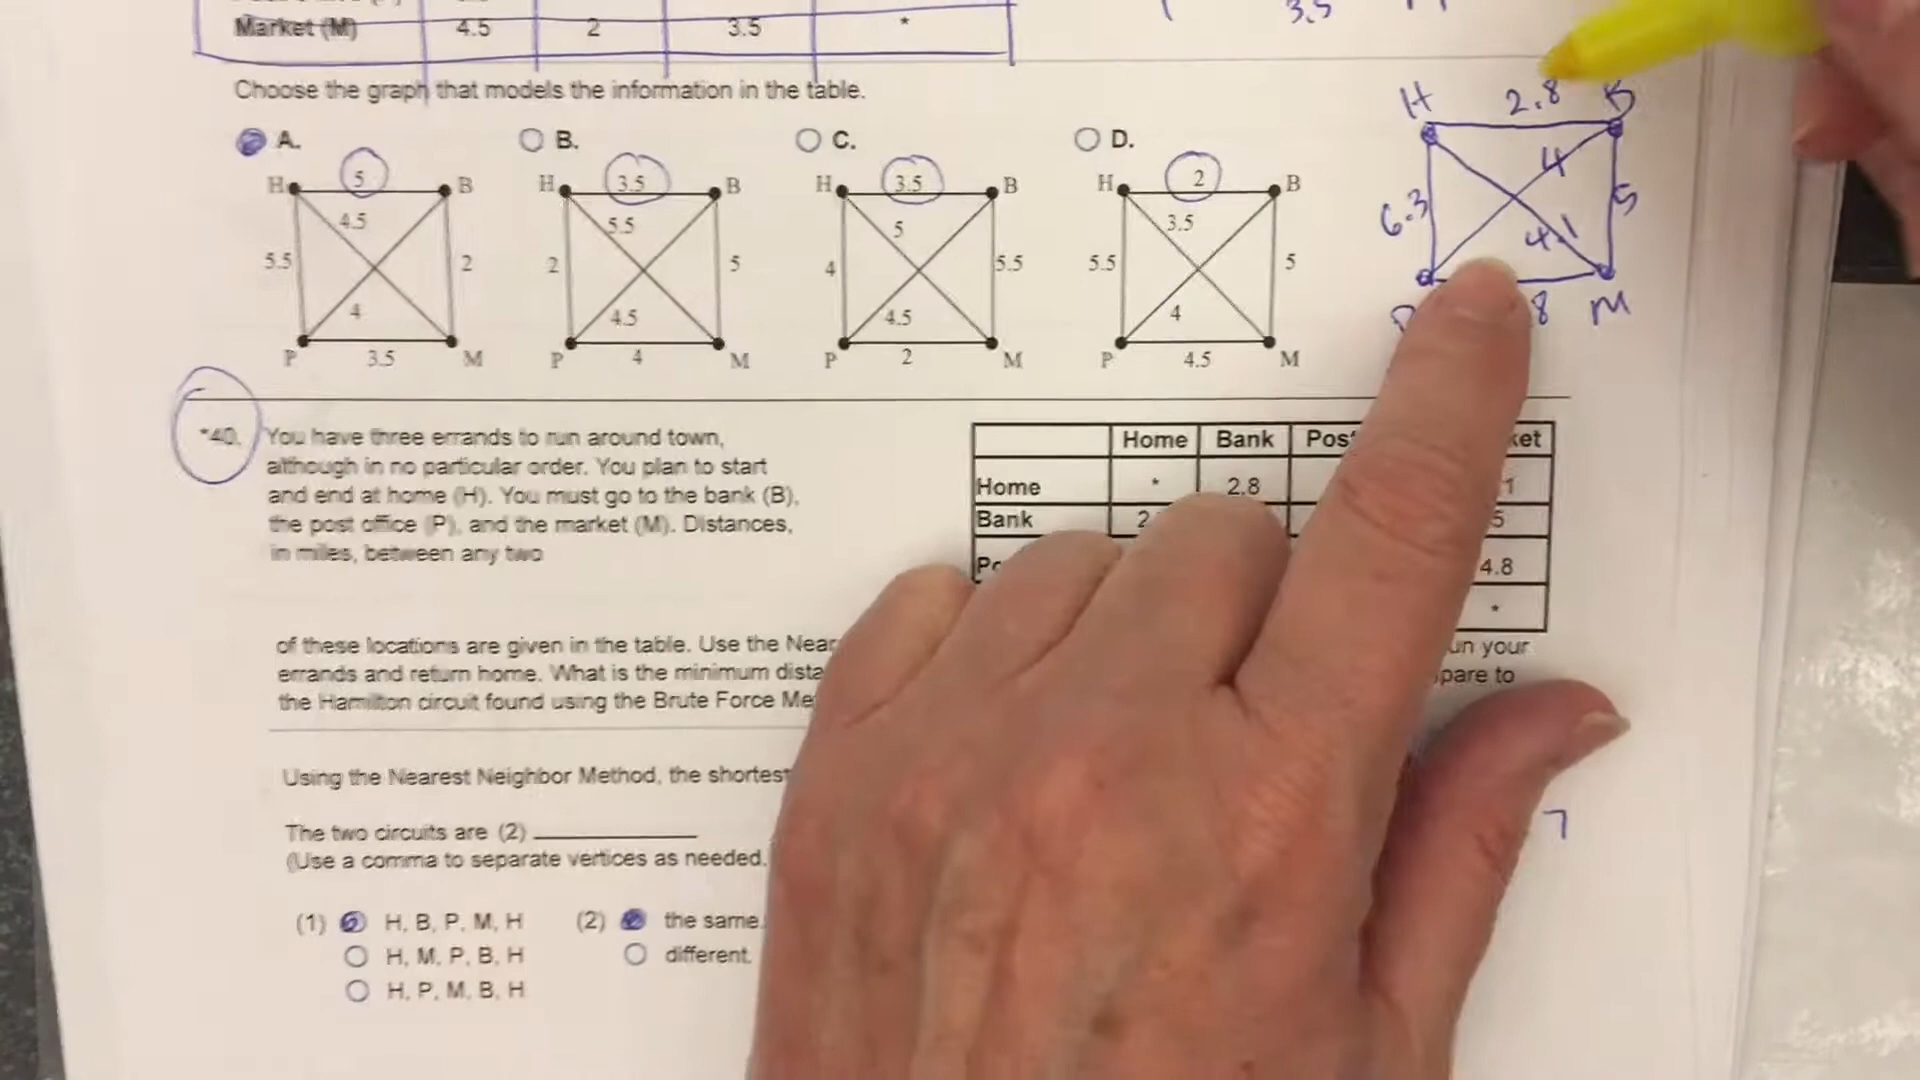 Market (M) 4.5 2 3.5 *
3.5
Choose the graph that models the information in the table.
A. B. C. D.
H 5 B
4.5
5.5 2
4
P 3.5 M
H 3.5 B
5.5
2 5
4.5
P 4 M
H 3.5 B
5
4 5.5
4.5
P 2 M
H 2 B
3.5
5.5 5
4
P 4.5 M
H 2.8 B
4
6.3 5
4.1
8 M
*40. You have three errands to run around town,
although in no particular order. You plan to start
and end at home (H). You must go to the bank (B),
the post office (P), and the market (M). Distances,
in miles, between any two
Home Bank
Home * 2.8
Bank 5
4.8
*
of these locations are given in the table. Use the
un your
errands and return home. What is the minimum
the Hamilton circuit found using the Brute Force
Using the Nearest Neighbor Method, the shortest
7
The two circuits are (2)
(Use a comma to separate vertices as needed.
(1) H, B, P, M, H (2) the same.
H, M, P, B, H different.
H, P, M, B, H